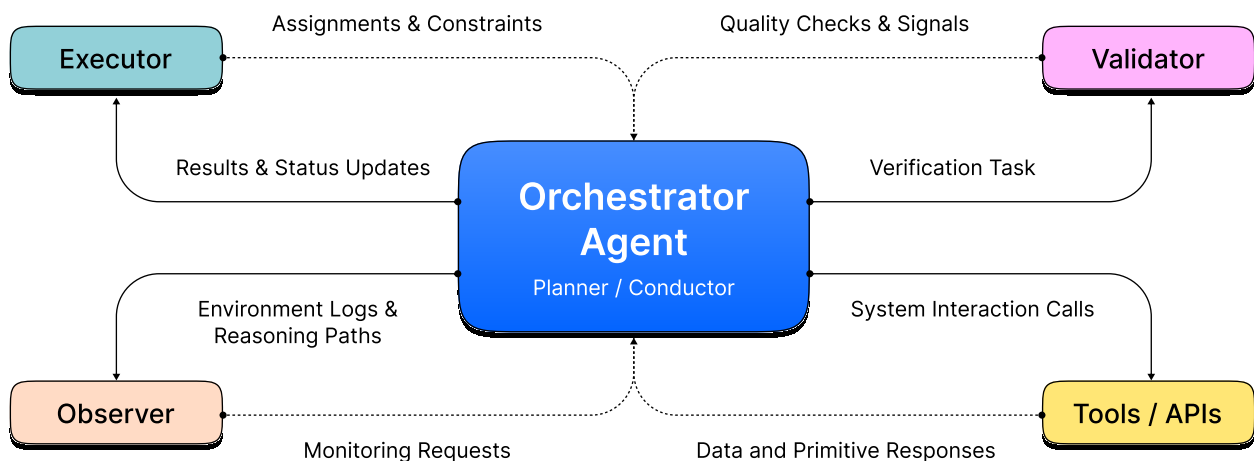 Assignments & Constraints
Quality Checks & Signals
Executor
Validator
Results & Status Updates
Verification Task
Orchestrator
Agent
Planner / Conductor
Environment Logs &
Reasoning Paths
System Interaction Calls
Observer
Tools / APIs
Monitoring Requests
Data and Primitive Responses